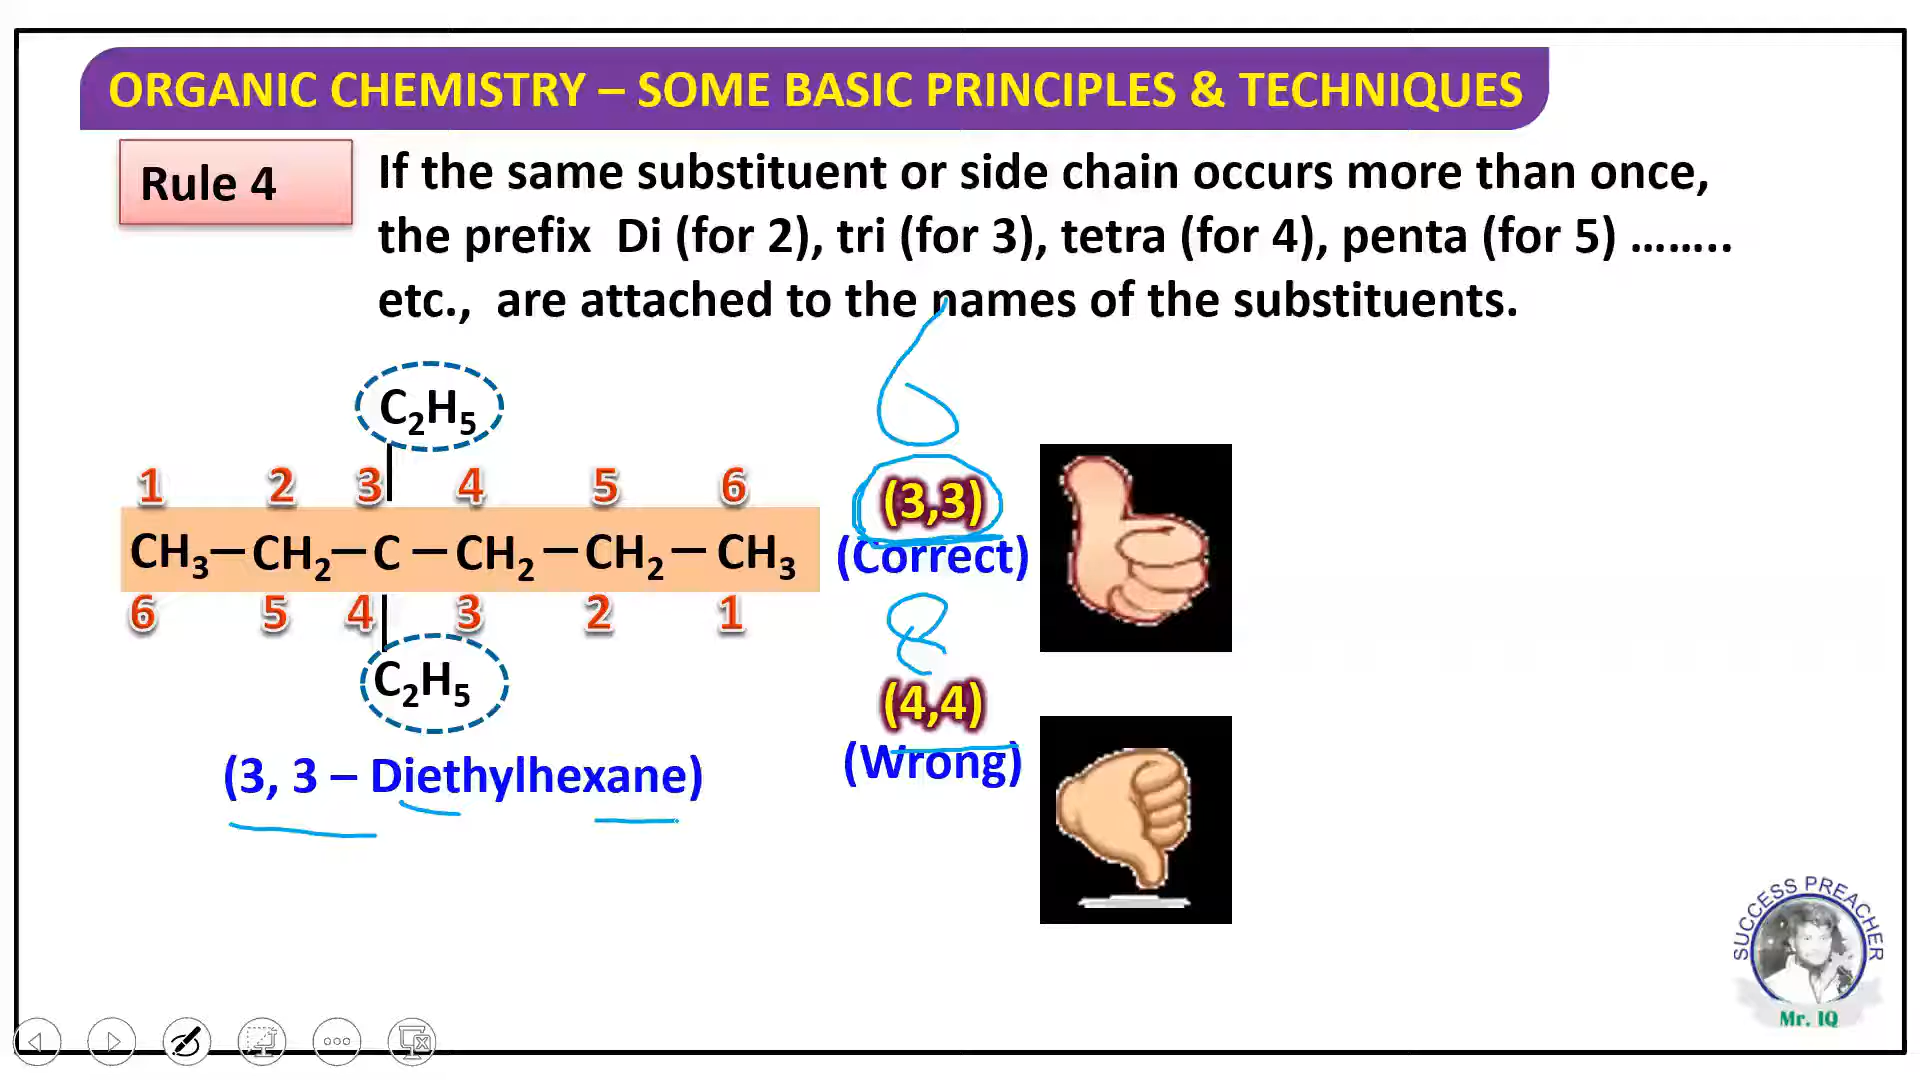 ORGANIC CHEMISTRY – SOME BASIC PRINCIPLES & TECHNIQUES
Rule 4
If the same substituent or side chain occurs more than once,
the prefix Di (for 2), tri (for 3), tetra (for 4), penta (for 5) ……..
etc., are attached to the names of the substituents.
6
C₂H₅
1 2 3 4 5 6
(3,3)
CH₃ – CH₂ – C – CH₂ – CH₂ – CH₃
(Correct)
6 5 4 3 2 1
8
C₂H₅
(4,4)
(Wrong)
(3, 3 – Diethylhexane)
SUCCESS PREACHER
Mr. IQ